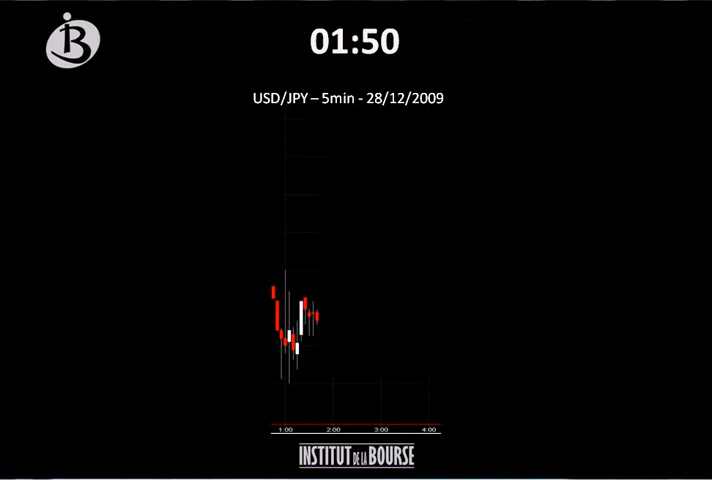 B
01:50
USD/JPY – 5min - 28/12/2009
1:00 2:00 3:00 4:00
INSTITUT DE LA BOURSE